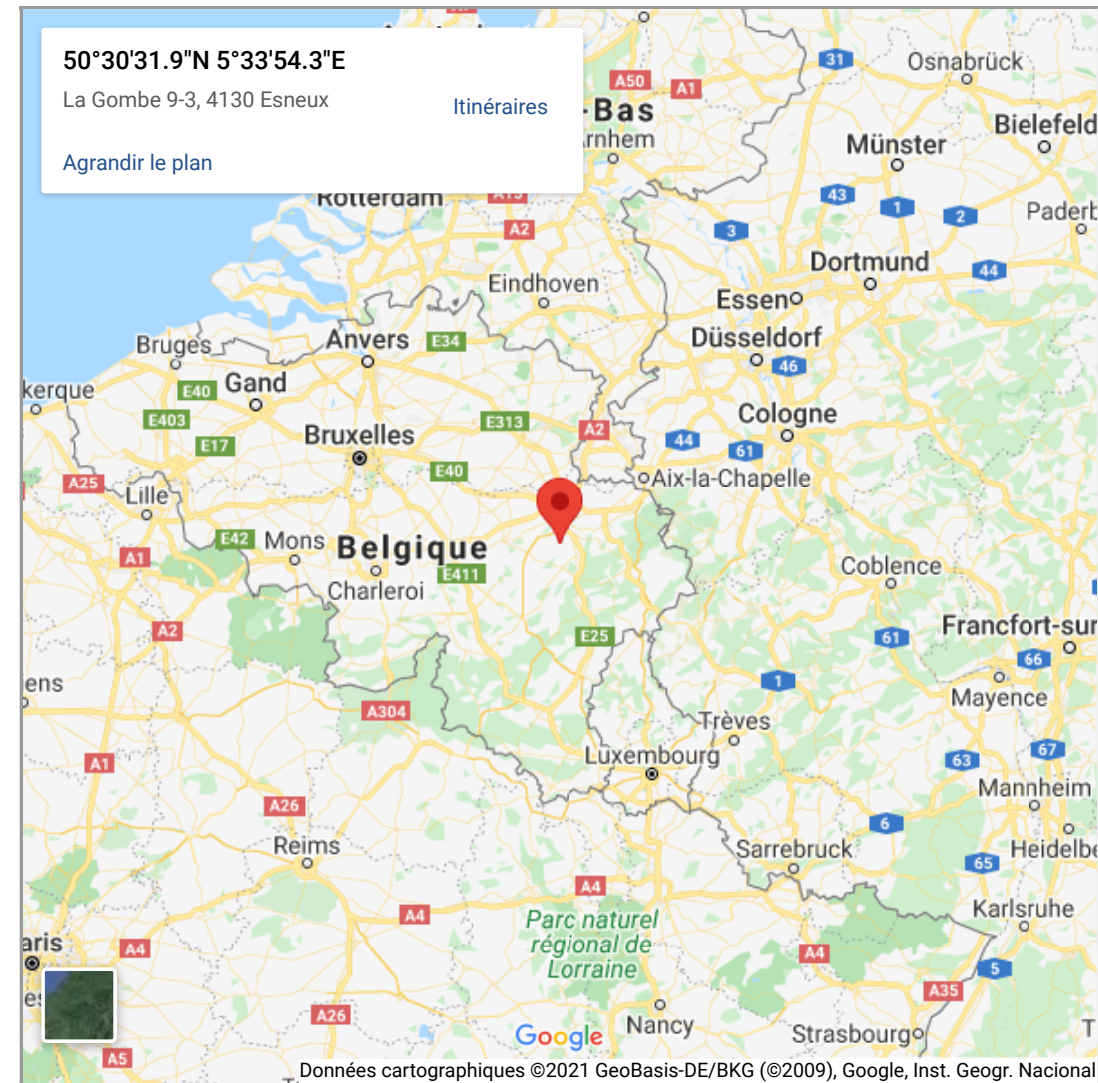 50°30'31.9"N 5°33'54.3"E
La Gombe 9-3, 4130 Esneux
Itinéraires
Agrandir le plan
31
Osnabrück
A50
A1
-Bas
rnhem
Bielefeld
Münster
Rotterdam
A15
43
1
2
Paderb
A2
3
Dortmund
44
Eindhoven
Essen
Bruges
Anvers
E34
Düsseldorf
46
kerque
E40
Gand
E403
E313
Cologne
A2
E17
Bruxelles
44
61
E40
Aix-la-Chapelle
A25
Lille
E42
Mons
Belgique
A1
E411
Charleroi
Coblence
A2
E25
61
Francfort-sur
66
1
Mayence
ens
A304
Trèves
Luxembourg
67
63
A1
Mannheim
A26
6
Reims
Sarrebruck
65
Heidelbe
A4
A4
Parc naturel
régional de
Lorraine
Karlsruhe
aris
A4
A4
5
A35
es
A26
Google
Nancy
Strasbourg
T
A5
Données cartographiques ©2021 GeoBasis-DE/BKG (©2009), Google, Inst. Geogr. Nacional